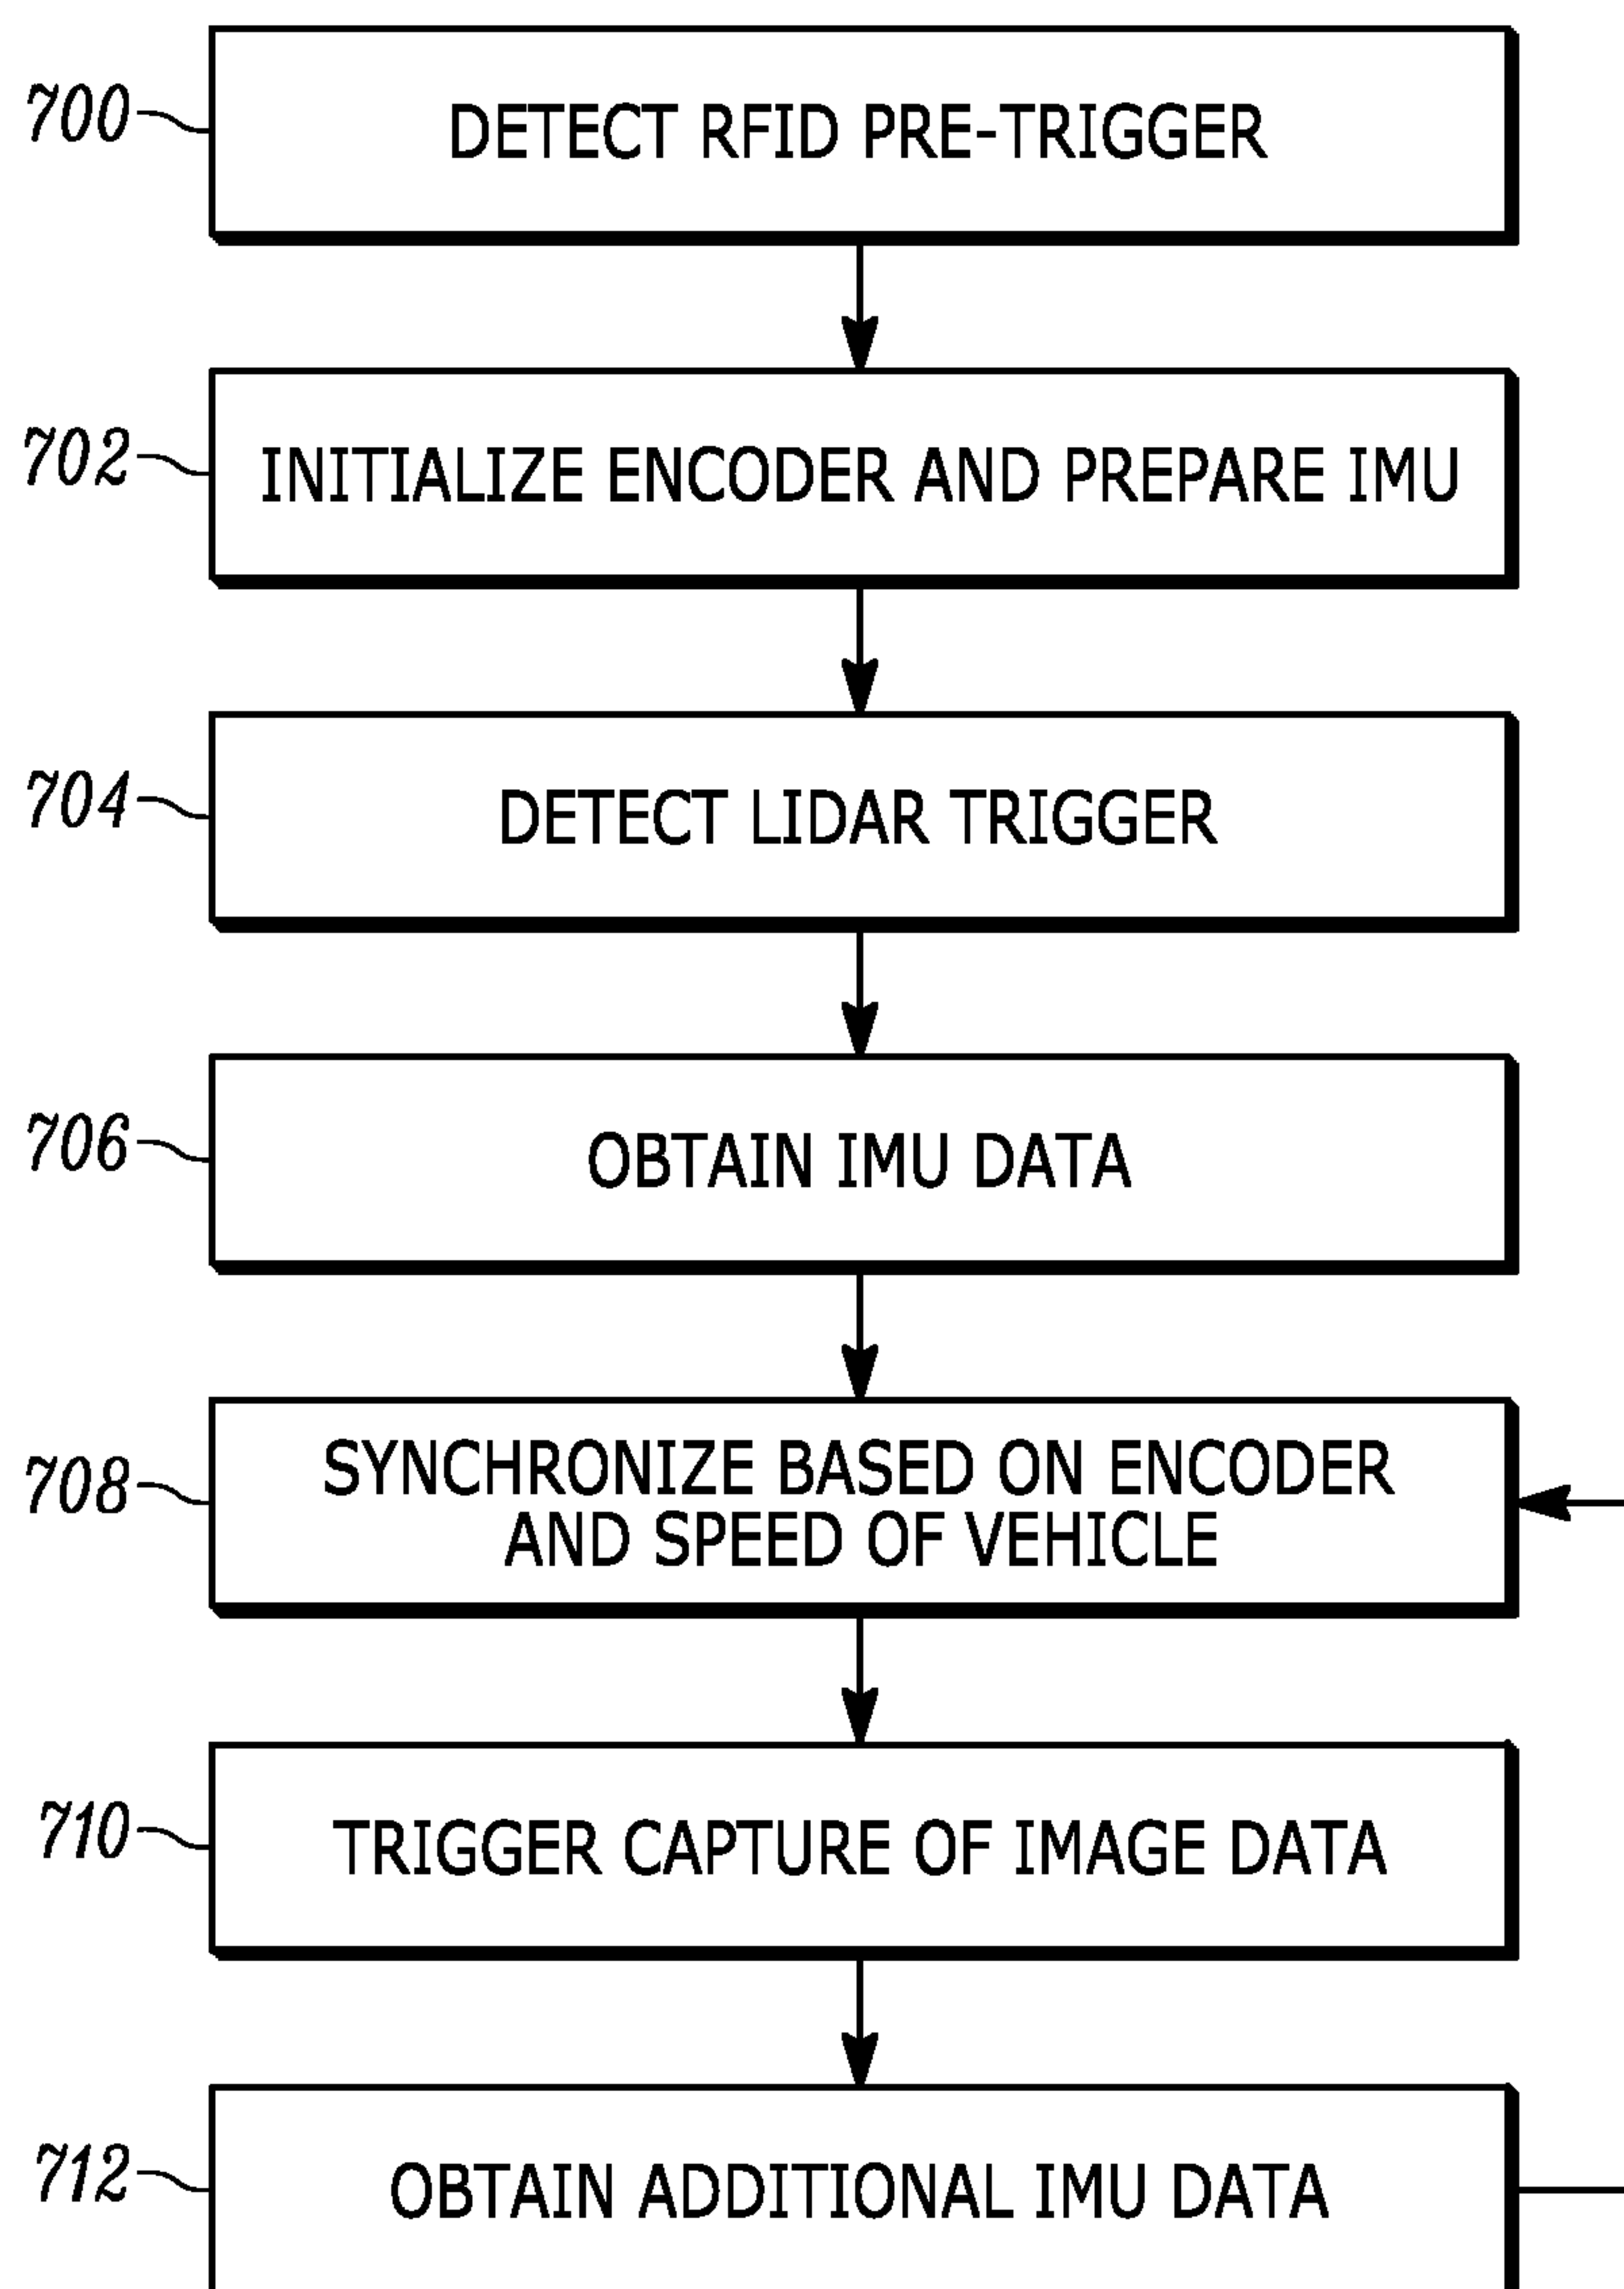 700
DETECT RFID PRE-TRIGGER
702
INITIALIZE ENCODER AND PREPARE IMU
704
DETECT LIDAR TRIGGER
706
OBTAIN IMU DATA
708
SYNCHRONIZE BASED ON ENCODER
AND SPEED OF VEHICLE
710
TRIGGER CAPTURE OF IMAGE DATA
712
OBTAIN ADDITIONAL IMU DATA